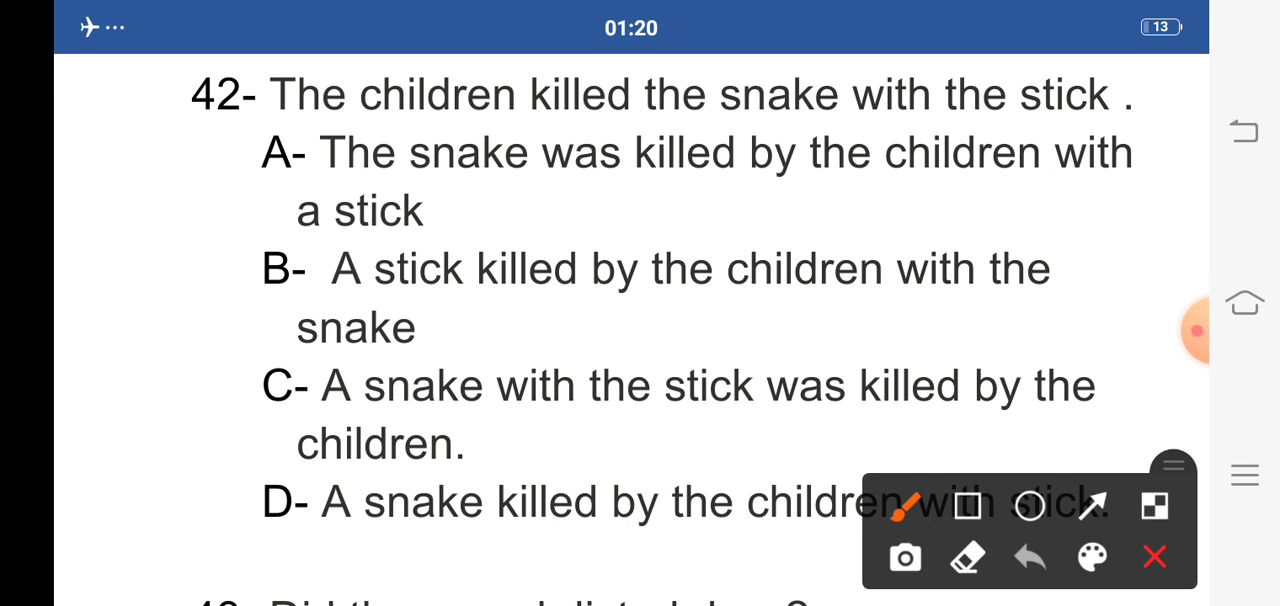 01:20
13
42- The children killed the snake with the stick .
A- The snake was killed by the children with
a stick
B- A stick killed by the children with the
snake
C- A snake with the stick was killed by the
children.
D- A snake killed by the children with stick.